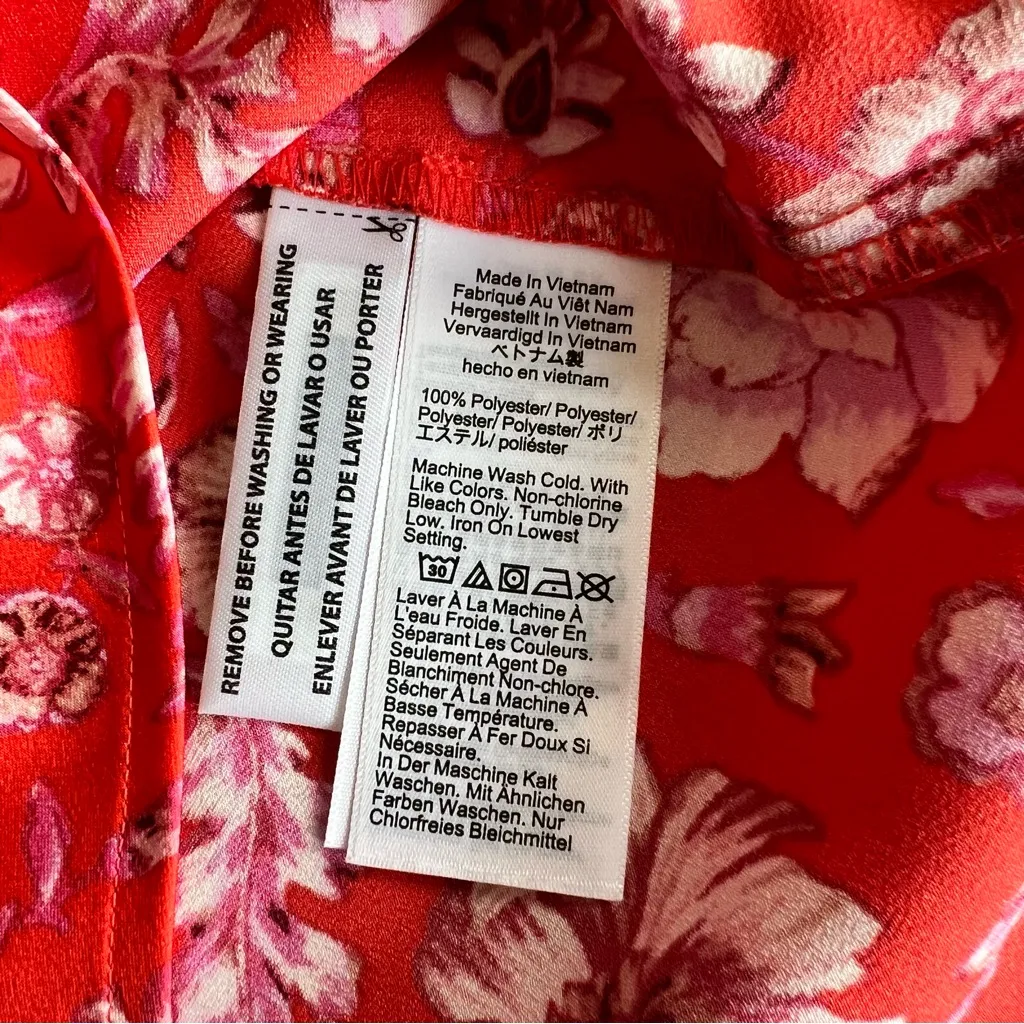 REMOVE BEFORE WASHING OR WEARING
QUITAR ANTES DE LAVAR O USAR
ENLEVER AVANT DE LAVER OU PORTER
Made In Vietnam
Fabriqué Au Viêt Nam
Hergestellt In Vietnam
Vervaardigd In Vietnam
ベトナム製
hecho en vietnam
100% Polyester/ Polyester/
Polyester/ Polyester/ ポリ
エステル/ poliéster
Machine Wash Cold. With
Like Colors. Non-chlorine
Bleach Only. Tumble Dry
Low. Iron On Lowest
Setting.
30
Laver À La Machine À
L'eau Froide. Laver En
Séparant Les Couleurs.
Seulement Agent De
Blanchiment Non-chlore.
Sécher À La Machine À
Basse Température.
Repasser À Fer Doux Si
Nécessaire.
In Der Maschine Kalt
Waschen. Mit Ähnlichen
Farben Waschen. Nur
Chlorfreies Bleichmittel